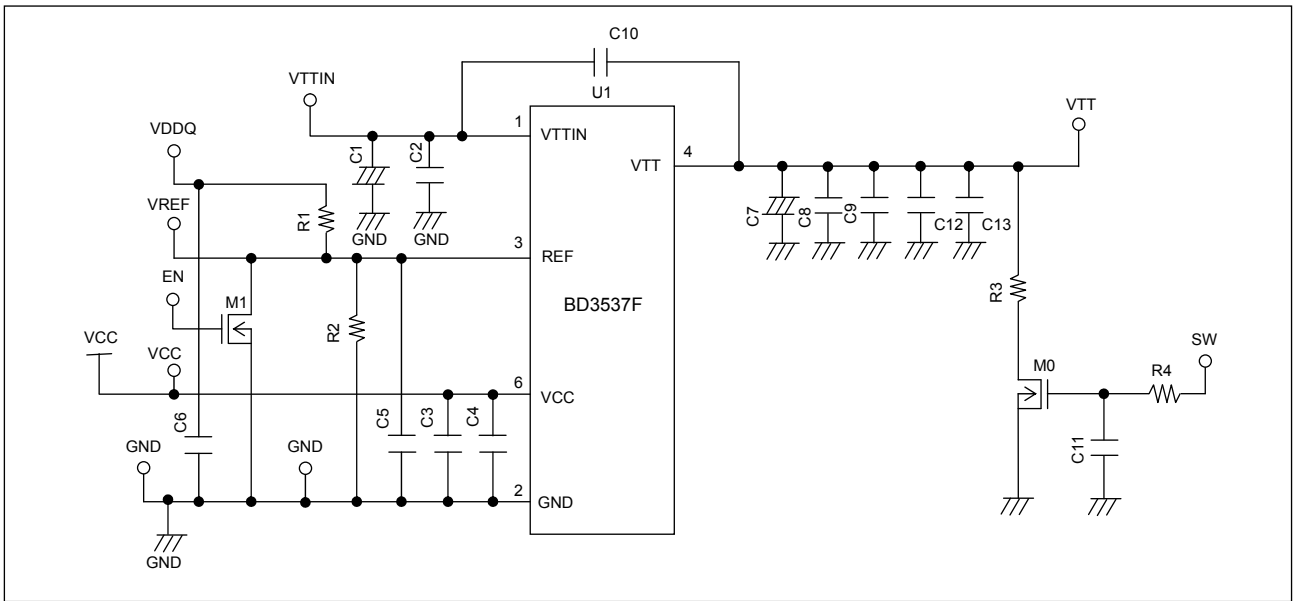 C10
VTTIN
U1
VTT
VDDQ
1
VTTIN
C1
C2
4
VTT
VREF
R1
GND
GND
C7
C8
C9
C12
C13
3
REF
EN
M1
BD3537F
R3
R2
VCC
VCC
SW
M0
R4
6
VCC
C6
C5
C3
C4
C11
GND
GND
2
GND
GND